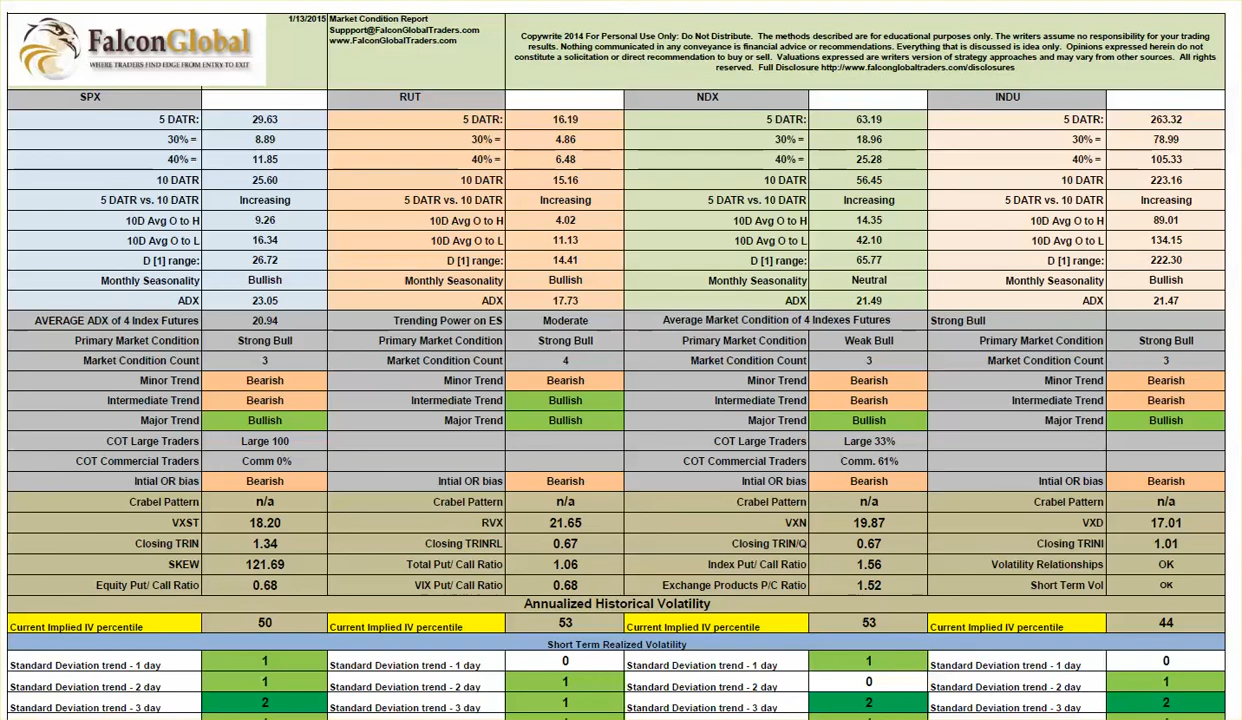 FalconGlobal
WHERE TRADERS FIND EDGE FROM ENTRY TO EXIT
1/13/2015 Market Condition Report
Suppport@FalconGlobalTraders.com
www.FalconGlobalTraders.com
Copywrite 2014 For Personal Use Only: Do Not Distribute. The methods described are for educational purposes only. The writers assume no responsibility for your trading
results. Nothing communicated in any conveyance is financial advice or recommendations. Everything that is discussed is idea only. Opinions expressed herein do not
constitute a solicitation or direct recommendation to buy or sell. Valuations expressed are writers version of strategy approaches and may vary from other sources. All rights
reserved. Full Disclosure http://www.falconglobaltraders.com/disclosures
SPX RUT NDX INDU
5 DATR: 29.63 5 DATR: 16.19 5 DATR: 63.19 5 DATR: 263.32
30% = 8.89 30% = 4.86 30% = 18.96 30% = 78.99
40% = 11.85 40% = 6.48 40% = 25.28 40% = 105.33
10 DATR 25.60 10 DATR 15.16 10 DATR 56.45 10 DATR 223.16
5 DATR vs. 10 DATR Increasing 5 DATR vs. 10 DATR Increasing 5 DATR vs. 10 DATR Increasing 5 DATR vs. 10 DATR Increasing
10D Avg O to H 9.26 10D Avg O to H 4.02 10D Avg O to H 14.35 10D Avg O to H 89.01
10D Avg O to L 16.34 10D Avg O to L 11.13 10D Avg O to L 42.10 10D Avg O to L 134.15
D [1] range: 26.72 D [1] range: 14.41 D [1] range: 65.77 D [1] range: 222.30
Monthly Seasonality Bullish Monthly Seasonality Bullish Monthly Seasonality Neutral Monthly Seasonality Bullish
ADX 23.05 ADX 17.73 ADX 21.49 ADX 21.47
AVERAGE ADX of 4 Index Futures 20.94 Trending Power on ES Moderate Average Market Condition of 4 Indexes Futures Strong Bull
Primary Market Condition Strong Bull Primary Market Condition Strong Bull Primary Market Condition Weak Bull Primary Market Condition Strong Bull
Market Condition Count 3 Market Condition Count 4 Market Condition Count 3 Market Condition Count 3
Minor Trend Bearish Minor Trend Bearish Minor Trend Bearish Minor Trend Bearish
Intermediate Trend Bearish Intermediate Trend Bullish Intermediate Trend Bearish Intermediate Trend Bearish
Major Trend Bullish Major Trend Bullish Major Trend Bullish Major Trend Bullish
COT Large Traders Large 100 COT Large Traders Large 33%
COT Commercial Traders Comm 0% COT Commercial Traders Comm. 61%
Intial OR bias Bearish Intial OR bias Bearish Intial OR bias Bearish Intial OR bias Bearish
Crabel Pattern n/a Crabel Pattern n/a Crabel Pattern n/a Crabel Pattern n/a
VXST 18.20 RVX 21.65 VXN 19.87 VXD 17.01
Closing TRIN 1.34 Closing TRINRL 0.67 Closing TRIN/Q 0.67 Closing TRINI 1.01
SKEW 121.69 Total Put/ Call Ratio 1.06 Index Put/ Call Ratio 1.56 Volatility Relationships OK
Equity Put/ Call Ratio 0.68 VIX Put/ Call Ratio 0.68 Exchange Products P/C Ratio 1.52 Short Term Vol OK
Annualized Historical Volatility
Current Implied IV percentile 50 Current Implied IV percentile 53 Current Implied IV percentile 53 Current Implied IV percentile 44
Short Term Realized Volatility
Standard Deviation trend - 1 day 1 Standard Deviation trend - 1 day 0 Standard Deviation trend - 1 day 1 Standard Deviation trend - 1 day 0
Standard Deviation trend - 2 day 1 Standard Deviation trend - 2 day 1 Standard Deviation trend - 2 day 0 Standard Deviation trend - 2 day 1
Standard Deviation trend - 3 day 2 Standard Deviation trend - 3 day 1 Standard Deviation trend - 3 day 2 Standard Deviation trend - 3 day 2